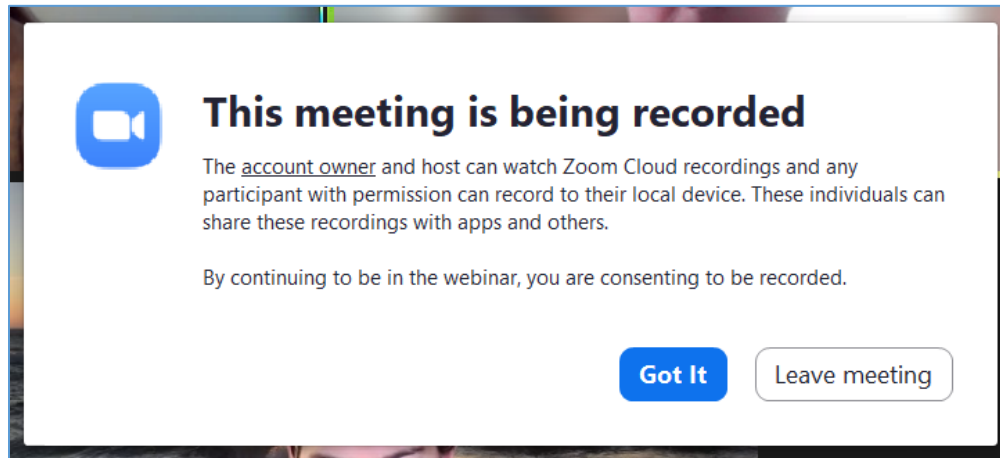 This meeting is being recorded
The account owner and host can watch Zoom Cloud recordings and any
participant with permission can record to their local device. These individuals can
share these recordings with apps and others.
By continuing to be in the webinar, you are consenting to be recorded.
Got It
Leave meeting